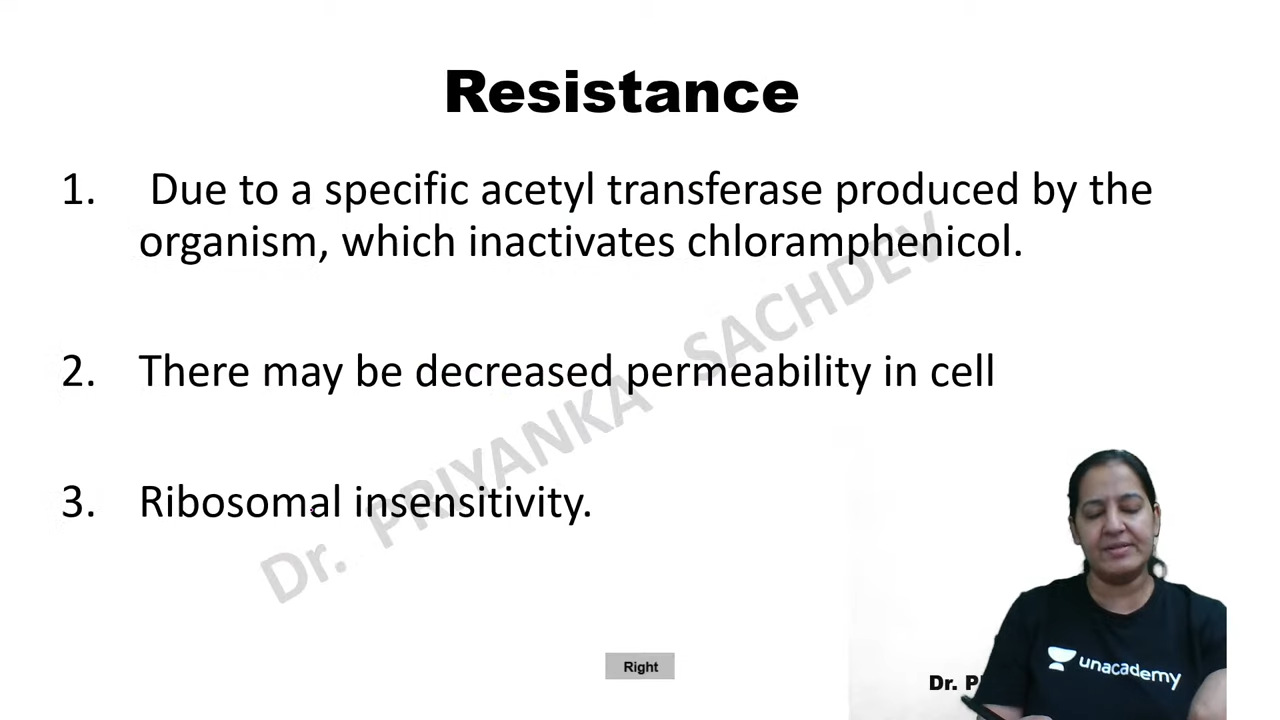 Resistance
1. Due to a specific acetyl transferase produced by the
organism, which inactivates chloramphenicol.
2. There may be decreased permeability in cell
3. Ribosomal insensitivity.
Dr. PRIYANKA SACHDEV
Right
Dr.
unacademy